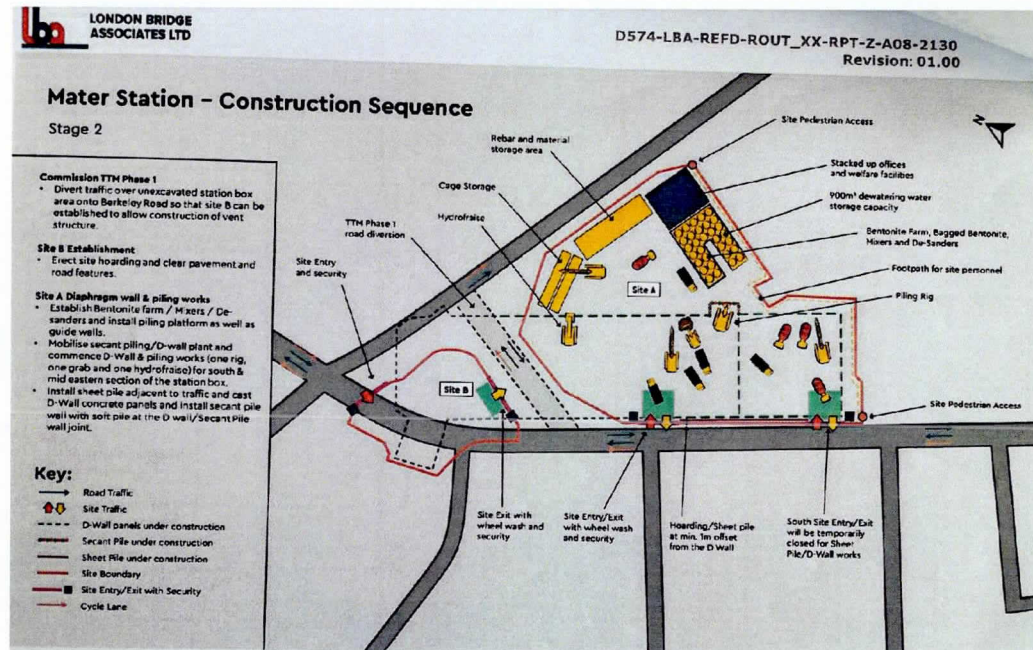 lba
LONDON BRIDGE
ASSOCIATES LTD
D574-LBA-REFD-ROUT_XX-RPT-Z-A08-2130
Revision: 01.00
Mater Station – Construction Sequence
Stage 2
Commission TTM Phase 1
• Divert traffic over unexcavated station box
area onto Berkeley Road so that site B can be
established to allow construction of vent
structure.
Site B Establishment
• Erect site hoarding and clear pavement and
road features.
Site A Diaphragm wall & piling works
• Establish Bentonite farm / Mixers / De-
sanders and install piling platform as well as
guide walls.
• Mobilise secant piling/D-wall plant and
commence D-Wall & piling works (one rig,
one grab and one hydrofraise) for south &
mid eastern section of the station box.
• Install sheet pile adjacent to traffic and cast
D-Wall concrete panels and install secant pile
wall with soft pile at the D wall/Secant Pile
wall joint.
Key:
Road Traffic
Site Traffic
D-Wall panels under construction
Secant Pile under construction
Sheet Pile under construction
Site Boundary
Site Entry/Exit with Security
Cycle Lane
N
Site Pedestrian Access
Rebar and material
storage area
Stacked up offices
and welfare facilities
Cage Storage
900m³ dewatering water
storage capacity
Hydrofraise
Bentonite Farm, Bagged Bentonite,
Mixers and De-Sanders
TTM Phase 1
road diversion
Footpath for site personnel
Site Entry
and security
Piling Rig
Site A
Site B
Site Pedestrian Access
Site Exit with
wheel wash and
security
Site Entry/Exit
with wheel wash
and security
Hoarding/Sheet pile
at min. 1m offset
from the D Wall
South Site Entry/Exit
will be temporarily
closed for Sheet
Pile/D-Wall works